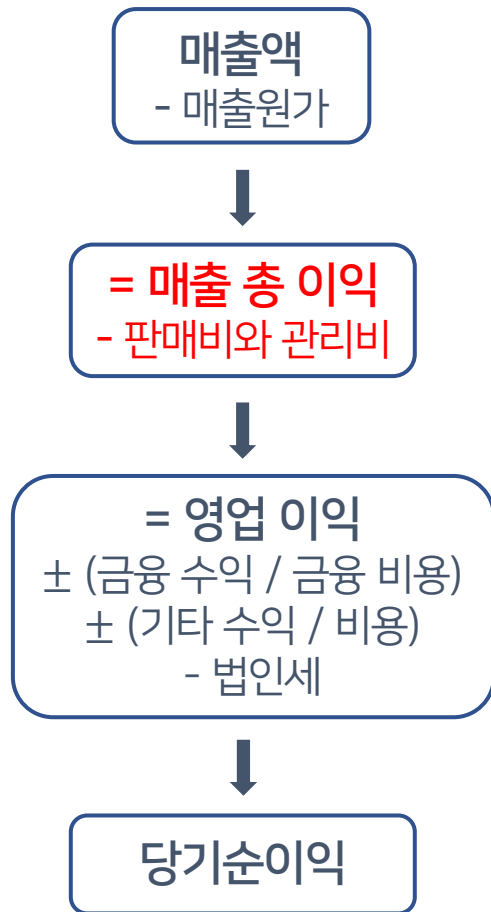 매출액
- 매출원가
= 매출 총 이익
- 판매비와 관리비
= 영업 이익
± (금융 수익 / 금융 비용)
± (기타 수익 / 비용)
- 법인세
당기순이익